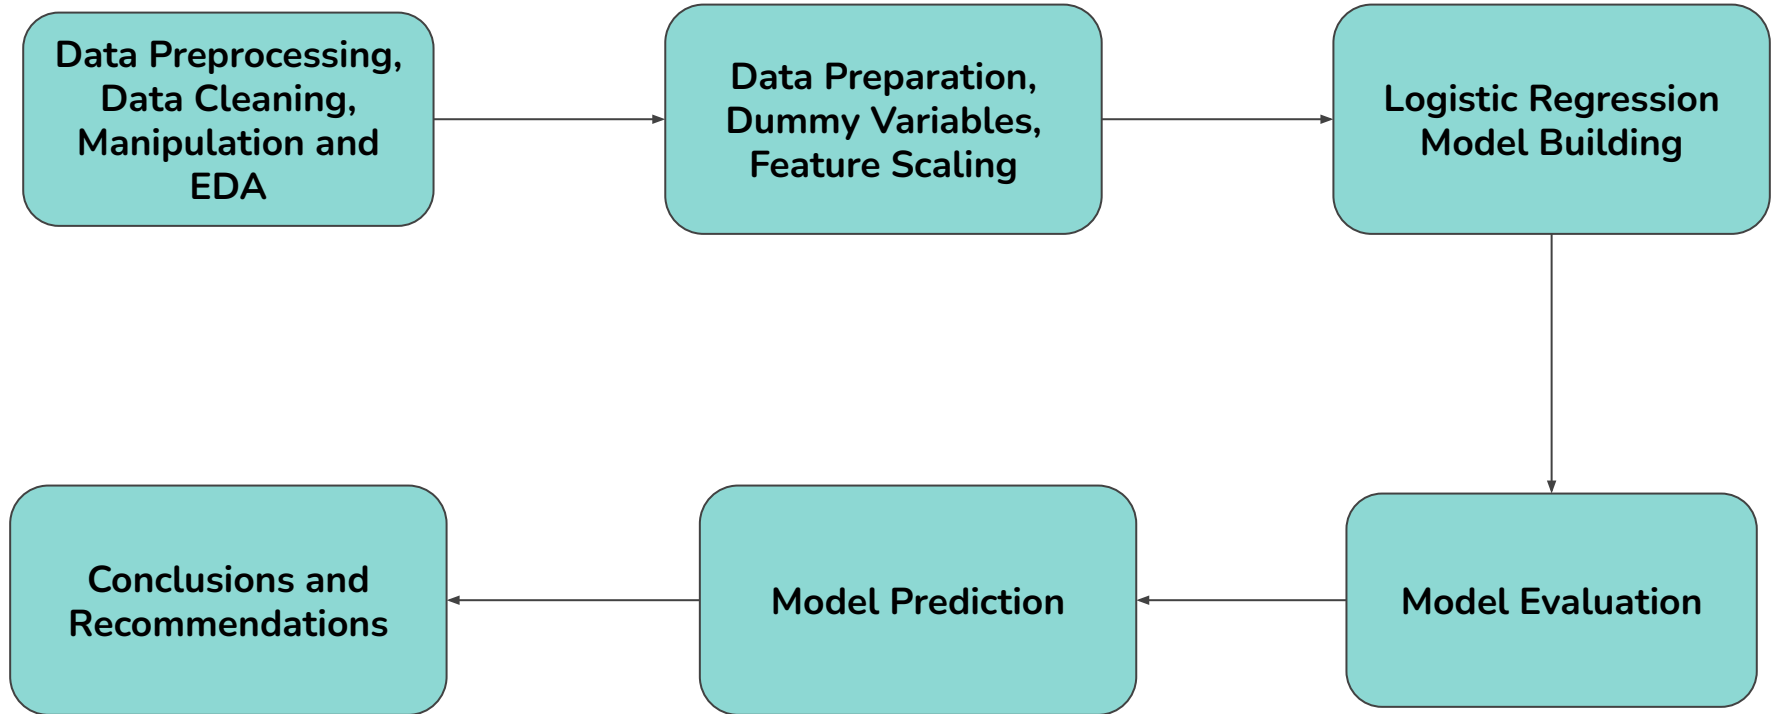 Data Preprocessing,
Data Cleaning,
Manipulation and
EDA
Data Preparation,
Dummy Variables,
Feature Scaling
Logistic Regression
Model Building
Model Evaluation
Model Prediction
Conclusions and
Recommendations